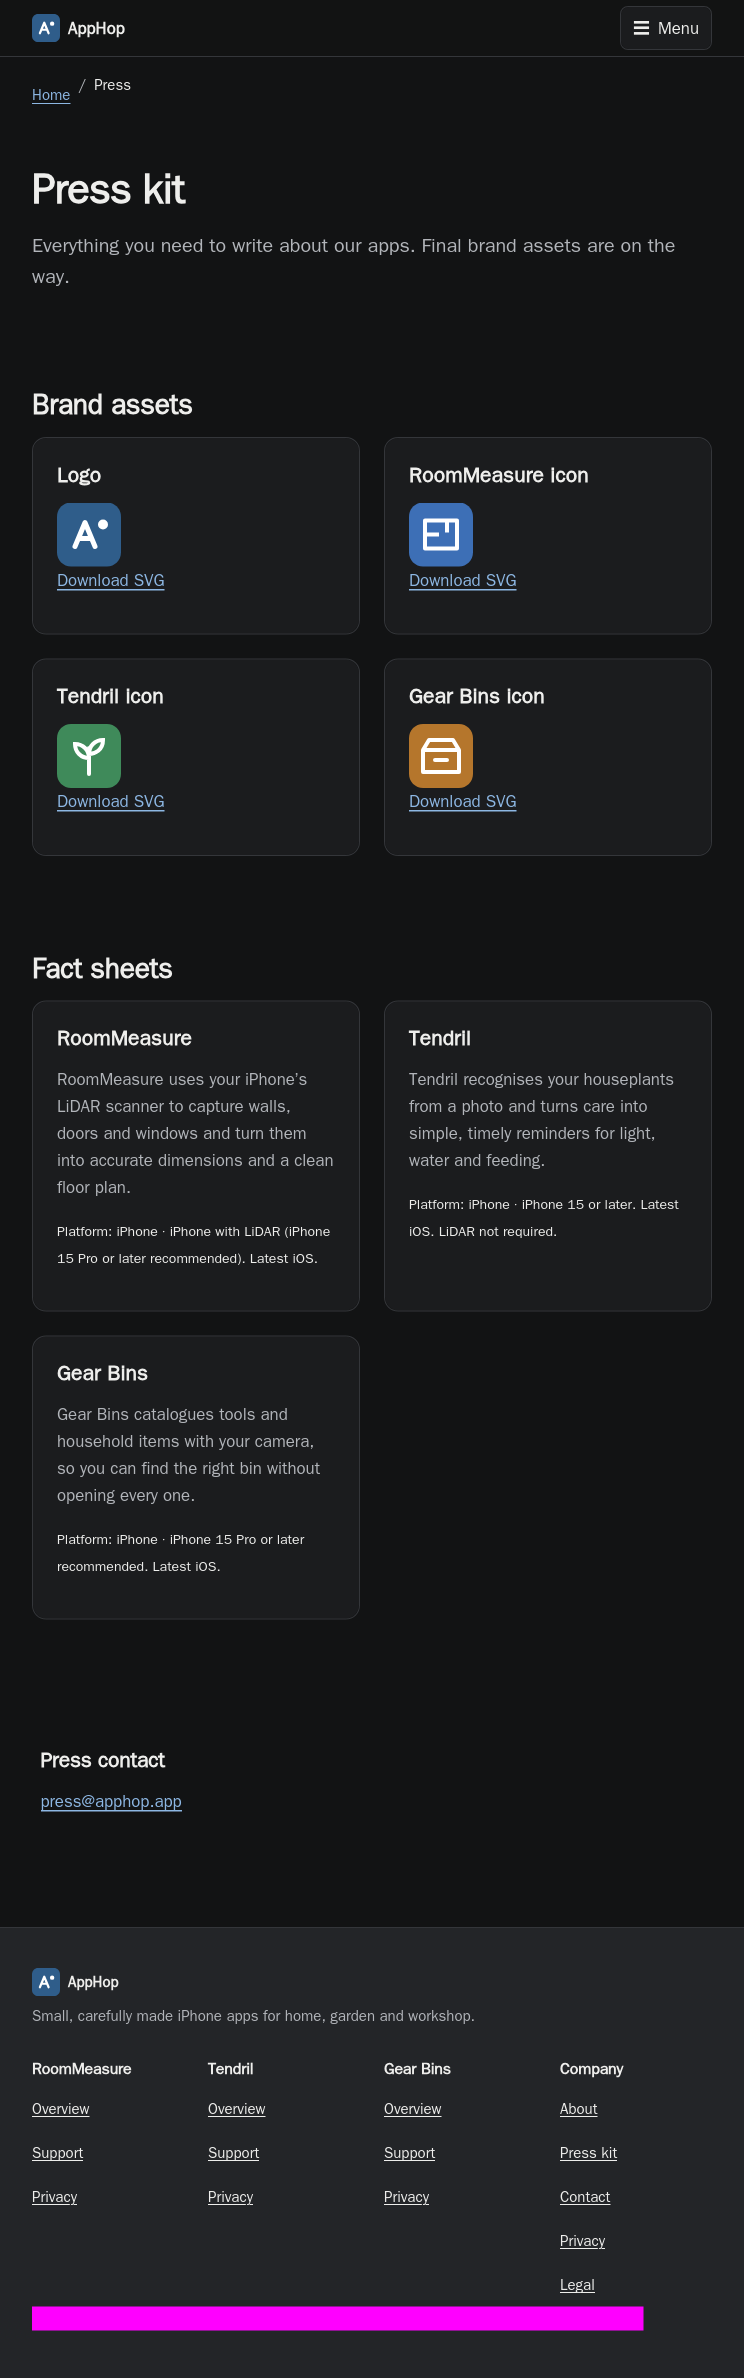 AppHop
☰ Menu
Home / Press
Press kit
Everything you need to write about our apps. Final brand assets are on the
way.
Brand assets
Logo
Download SVG
RoomMeasure icon
Download SVG
Tendril icon
Download SVG
Gear Bins icon
Download SVG
Fact sheets
RoomMeasure
RoomMeasure uses your iPhone’s
LiDAR scanner to capture walls,
doors and windows and turn them
into accurate dimensions and a clean
floor plan.
Platform: iPhone · iPhone with LiDAR (iPhone
15 Pro or later recommended). Latest iOS.
Tendril
Tendril recognises your houseplants
from a photo and turns care into
simple, timely reminders for light,
water and feeding.
Platform: iPhone · iPhone 15 or later. Latest
iOS. LiDAR not required.
Gear Bins
Gear Bins catalogues tools and
household items with your camera,
so you can find the right bin without
opening every one.
Platform: iPhone · iPhone 15 Pro or later
recommended. Latest iOS.
Press contact
press@apphop.app
AppHop
Small, carefully made iPhone apps for home, garden and workshop.
RoomMeasure
Overview
Support
Privacy
Tendril
Overview
Support
Privacy
Gear Bins
Overview
Support
Privacy
Company
About
Press kit
Contact
Privacy
Legal